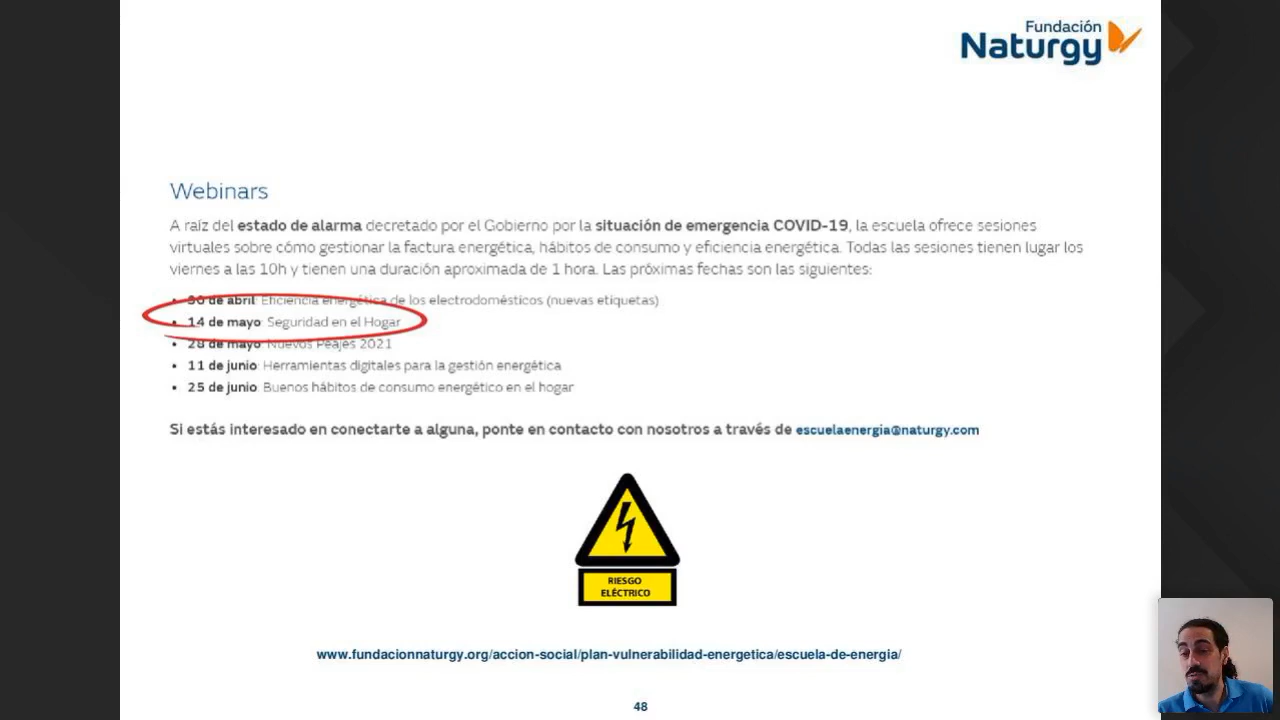 Fundación
Naturgy
Webinars
A raíz del estado de alarma decretado por el Gobierno por la situación de emergencia COVID-19, la escuela ofrece sesiones
virtuales sobre cómo gestionar la factura energética, hábitos de consumo y eficiencia energética. Todas las sesiones tienen lugar los
viernes a las 10h y tienen una duración aproximada de 1 hora. Las próximas fechas son las siguientes:
• 30 de abril: Eficiencia energética de los electrodomésticos (nuevas etiquetas)
• 14 de mayo: Seguridad en el Hogar
• 28 de mayo: Nuevos Peajes 2021
• 11 de junio: Herramientas digitales para la gestión energética
• 25 de junio: Buenos hábitos de consumo energético en el hogar
Si estás interesado en conectarte a alguna, ponte en contacto con nosotros a través de escuelaenergia@naturgy.com
RIESGO
ELÉCTRICO
www.fundacionnaturgy.org/accion-social/plan-vulnerabilidad-energetica/escuela-de-energia/
48